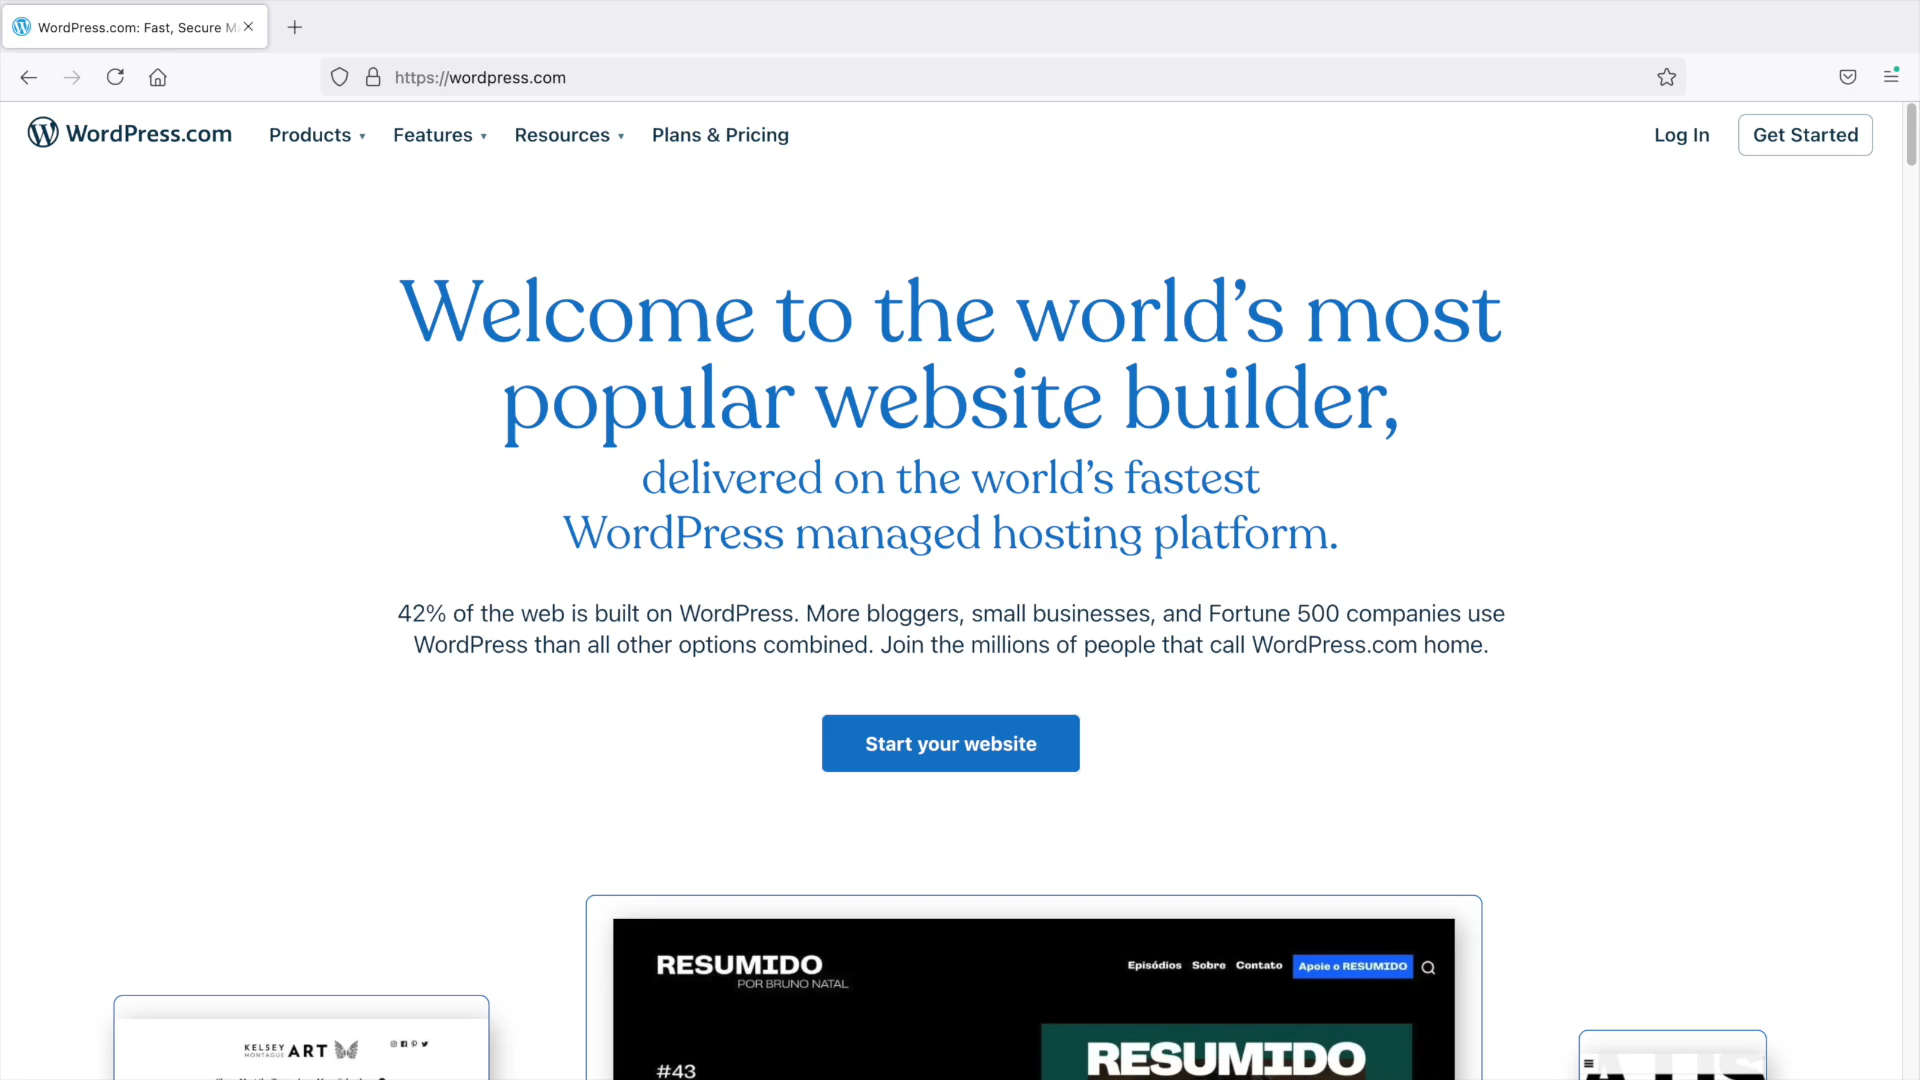 WordPress.com: Fast, Secure M
https://wordpress.com
WordPress.com
Products
Features
Resources
Plans & Pricing
Log In
Get Started
Welcome to the world’s most
popular website builder,
delivered on the world’s fastest
WordPress managed hosting platform.
42% of the web is built on WordPress. More bloggers, small businesses, and Fortune 500 companies use
WordPress than all other options combined. Join the millions of people that call WordPress.com home.
Start your website
RESUMIDO
POR BRUNO NATAL
Episódios Sobre Contato Apoie o RESUMIDO
KELSEY
MONTAGUE
ART
#43
RESUMIDO